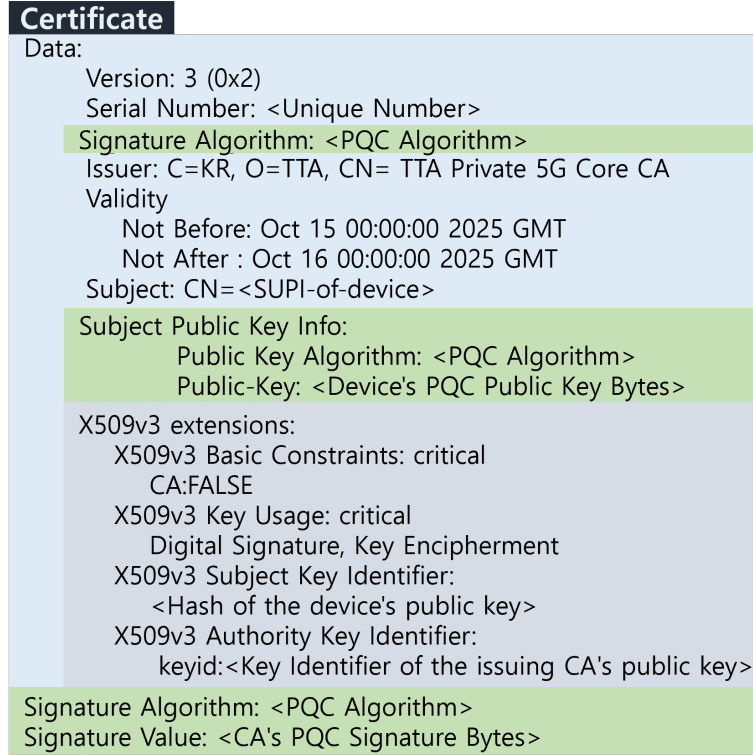 Certificate
Data:
Version: 3 (0x2)
Serial Number: <Unique Number>
Signature Algorithm: <PQC Algorithm>
Issuer: C=KR, O=TTA, CN= TTA Private 5G Core CA
Validity
Not Before: Oct 15 00:00:00 2025 GMT
Not After : Oct 16 00:00:00 2025 GMT
Subject: CN=<SUPI-of-device>
Subject Public Key Info:
Public Key Algorithm: <PQC Algorithm>
Public-Key: <Device's PQC Public Key Bytes>
X509v3 extensions:
X509v3 Basic Constraints: critical
CA:FALSE
X509v3 Key Usage: critical
Digital Signature, Key Encipherment
X509v3 Subject Key Identifier:
<Hash of the device's public key>
X509v3 Authority Key Identifier:
keyid:<Key Identifier of the issuing CA's public key>
Signature Algorithm: <PQC Algorithm>
Signature Value: <CA's PQC Signature Bytes>